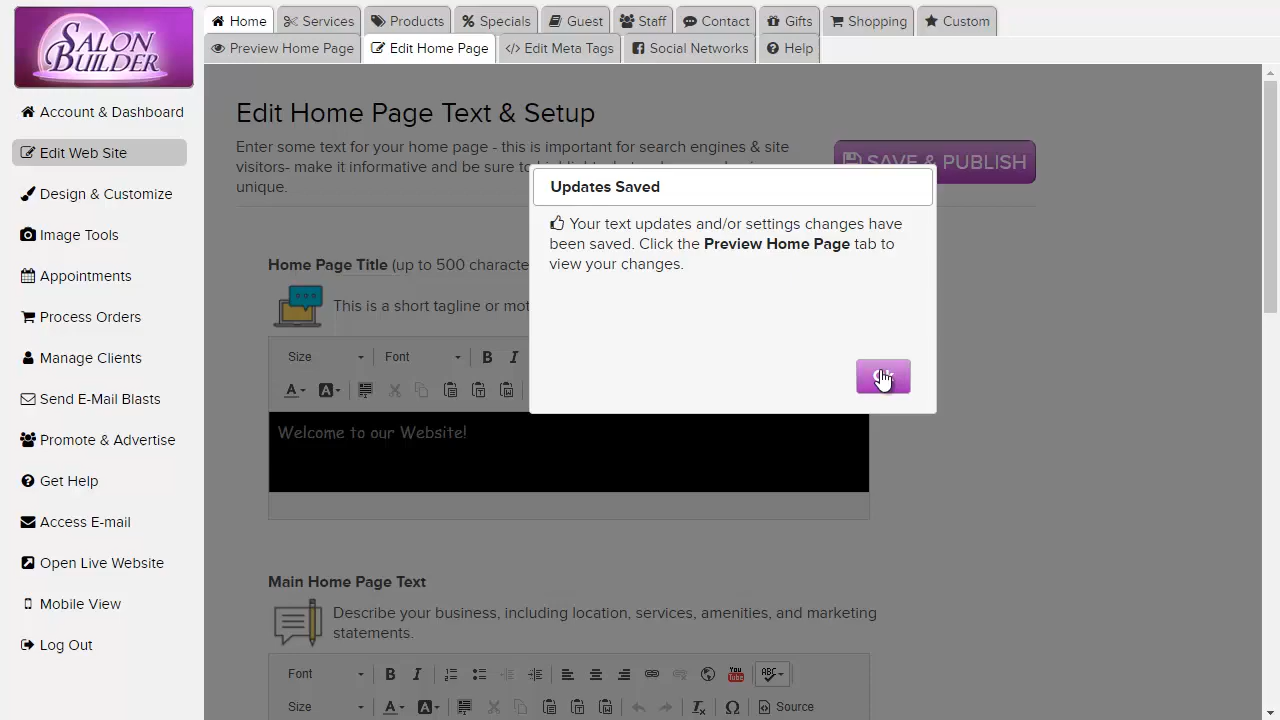 SALON
BUILDER
Home
Services
Products
Specials
Guest
Staff
Contact
Gifts
Shopping
Custom
Preview Home Page
Edit Home Page
Edit Meta Tags
Social Networks
Help
Account & Dashboard
Edit Web Site
Design & Customize
Image Tools
Appointments
Process Orders
Manage Clients
Send E-Mail Blasts
Promote & Advertise
Get Help
Access E-mail
Open Live Website
Mobile View
Log Out
Edit Home Page Text & Setup
Enter some text for your home page - this is important for search engines & site
visitors- make it informative and be sure to
unique.
SAVE & PUBLISH
Updates Saved
Your text updates and/or settings changes have
been saved. Click the Preview Home Page tab to
view your changes.
Home Page Title (up to 500 characte
This is a short tagline or mot
Size
Font
B
I
A
A
Welcome to our Website!
Main Home Page Text
Describe your business, including location, services, amenities, and marketing
statements.
Font
B
I
You
Tube
ABC
Size
A
A
Ix
Ω
Source